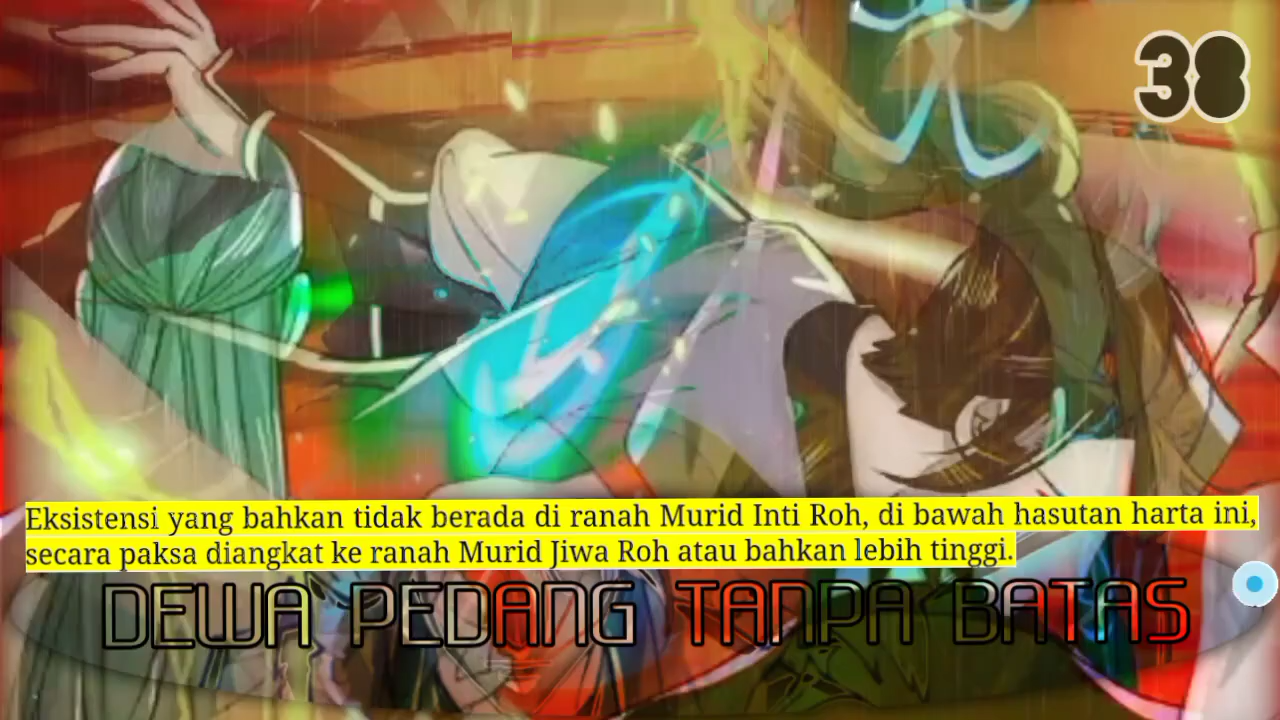 38
Eksistensi yang bahkan tidak berada di ranah Murid Inti Roh, di bawah hasutan harta ini,
secara paksa diangkat ke ranah Murid Jiwa Roh atau bahkan lebih tinggi.
DEWA PEDANG TANPA BATAS